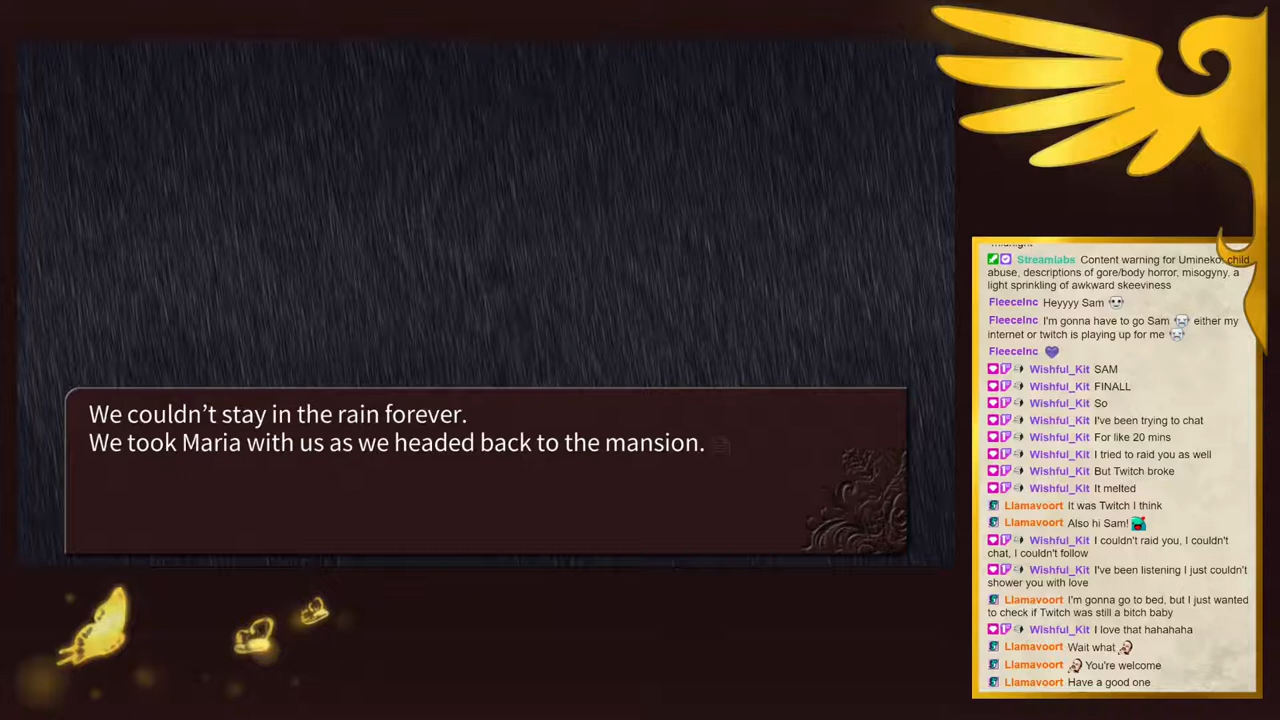 We couldn't stay in the rain forever.
We took Maria with us as we headed back to the mansion.
midnight
Streamlabs Content warning for Umineko: child
abuse, descriptions of gore/body horror, misogyny. a
light sprinkling of awkward skeeviness
FleeceInc Heyyyy Sam
FleeceInc I'm gonna have to go Sam either my
internet or twitch is playing up for me
FleeceInc
Wishful_Kit SAM
Wishful_Kit FINALL
Wishful_Kit So
Wishful_Kit I've been trying to chat
Wishful_Kit For like 20 mins
Wishful_Kit I tried to raid you as well
Wishful_Kit But Twitch broke
Wishful_Kit It melted
Llamavoort It was Twitch I think
Llamavoort Also hi Sam!
Wishful_Kit I couldn't raid you, I couldn't
chat, I couldn't follow
Wishful_Kit I've been listening I just couldn't
shower you with love
Llamavoort I'm gonna go to bed, but I just wanted
to check if Twitch was still a bitch baby
Wishful_Kit I love that hahahaha
Llamavoort Wait what
Llamavoort You're welcome
Llamavoort Have a good one